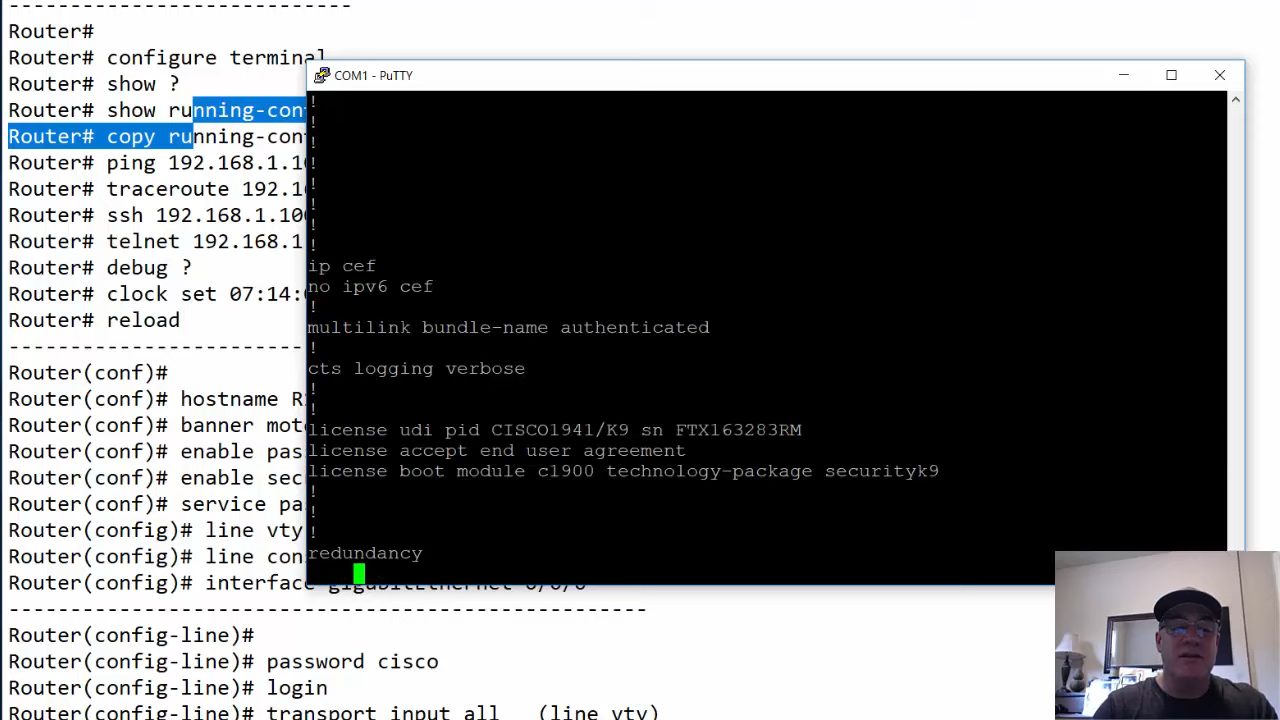 Router#
Router# configure terminal
Router# show ?
Router# show running-conf
Router# copy running-conf
Router# ping 192.168.1.10
Router# traceroute 192.1
Router# ssh 192.168.1.100
Router# telnet 192.168.1
Router# debug ?
Router# clock set 07:14:
Router# reload
Router(conf)#
Router(conf)# hostname R
Router(conf)# banner mot
Router(conf)# enable pas
Router(conf)# enable sec
Router(conf)# service pa
Router(config)# line vty
Router(config)# line con
Router(config)# interface gigabitEthernet 0/0/0
Router(config-line)#
Router(config-line)# password cisco
Router(config-line)# login
Router(config-line)# transport input all (line vty)
COM1 - PuTTY
!
!
!
!
!
!
!
!
ip cef
no ipv6 cef
!
multilink bundle-name authenticated
!
cts logging verbose
!
!
license udi pid CISCO1941/K9 sn FTX163283RM
license accept end user agreement
license boot module c1900 technology-package securityk9
!
!
!
redundancy